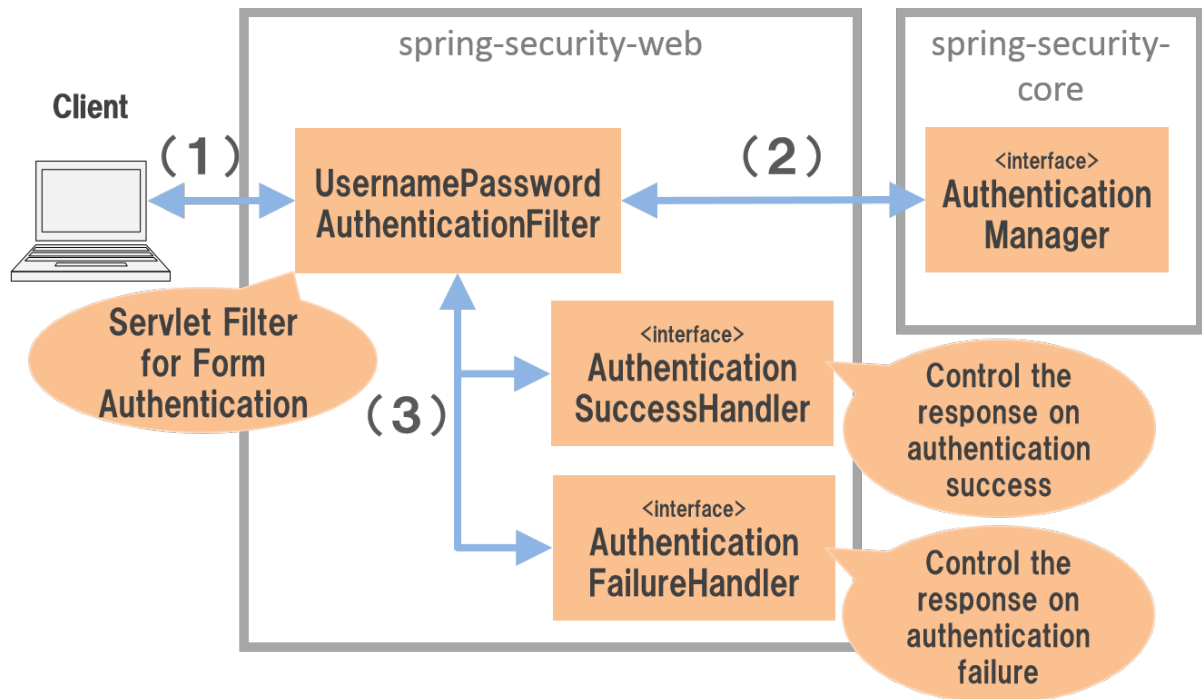 spring-security-web
spring-security-
core
Client
(1)
UsernamePassword
AuthenticationFilter
(2)
<interface>
Authentication
Manager
Servlet Filter
for Form
Authentication
(3)
<interface>
Authentication
SuccessHandler
Control the
response on
authentication
success
<interface>
Authentication
FailureHandler
Control the
response on
authentication
failure